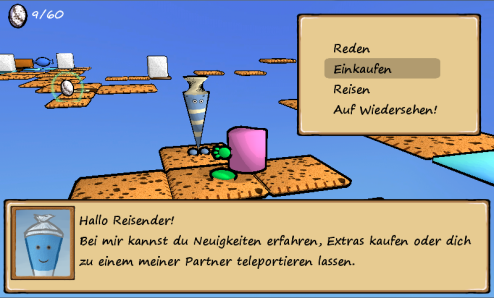 9/60
Reden
Einkaufen
Reisen
Auf Wiedersehen!
Hallo Reisender!
Bei mir kannst du Neuigkeiten erfahren, Extras kaufen oder dich
zu einem meiner Partner teleportieren lassen.